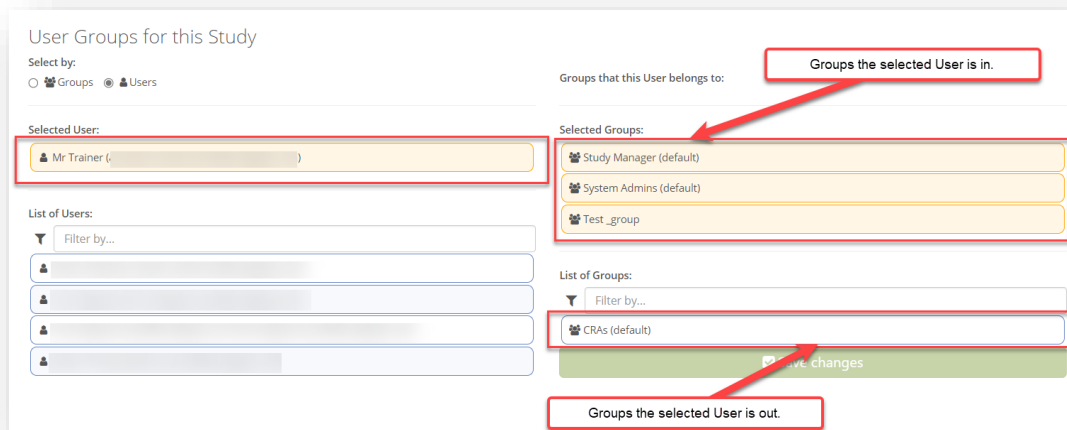 User Groups for this Study
Select by:
Groups Users
Groups that this User belongs to:
Groups the selected User is in.
Selected User:
Mr Trainer ( )
Selected Groups:
Study Manager (default)
System Admins (default)
Test _group
List of Users:
Filter by...
List of Groups:
Filter by...
CRAs (default)
changes
Groups the selected User is out.